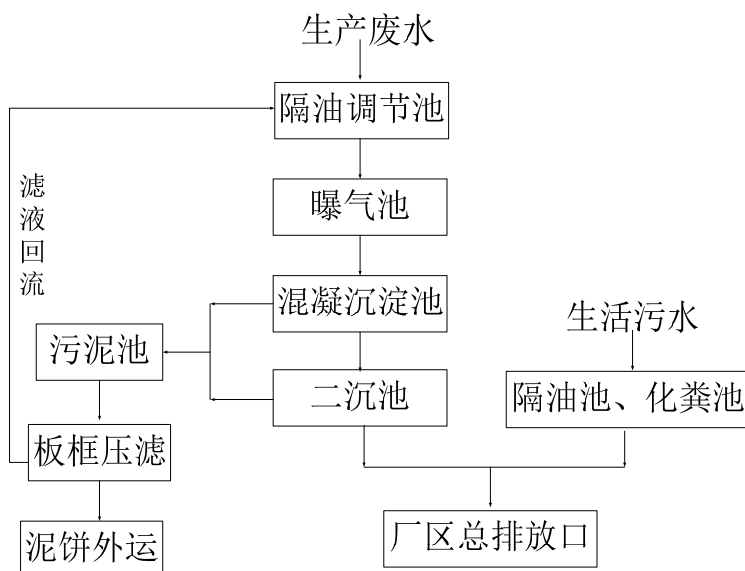 生产废水
隔油调节池
曝气池
混凝沉淀池
二沉池
滤液回流
污泥池
板框压滤
泥饼外运
生活污水
隔油池、化粪池
厂区总排放口